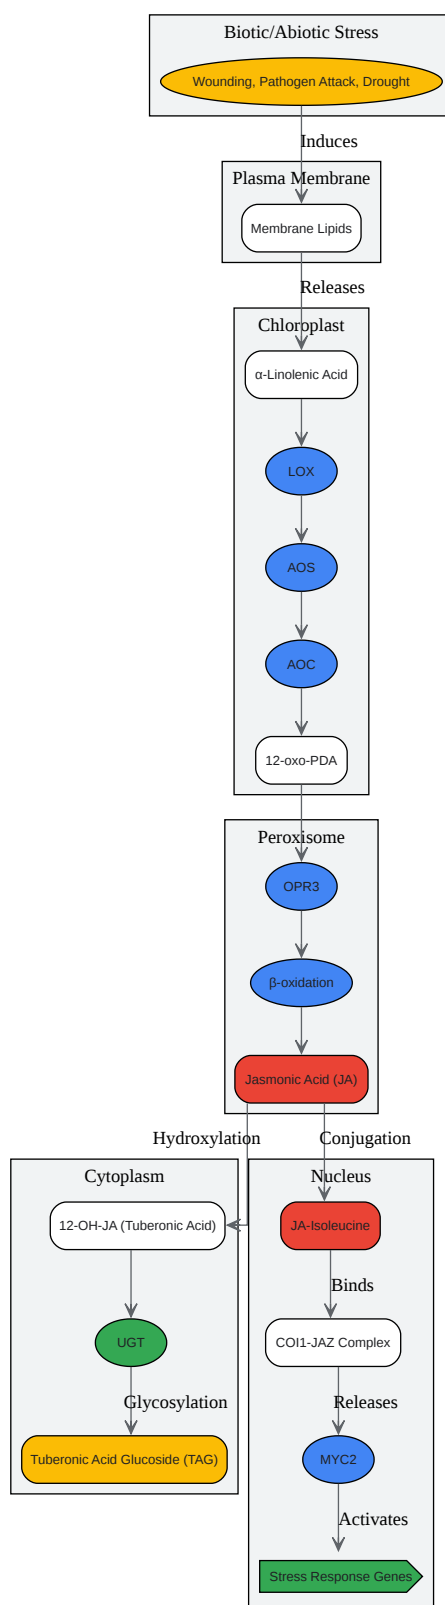 Biotic/Abiotic Stress
Wounding, Pathogen Attack, Drought
Induces
Plasma Membrane
Membrane Lipids
Releases
Chloroplast
α-Linolenic Acid
LOX
AOS
AOC
12-oxo-PDA
Peroxisome
OPR3
β-oxidation
Jasmonic Acid (JA)
Hydroxylation
Conjugation
Cytoplasm
12-OH-JA (Tuberonic Acid)
UGT
Glycosylation
Tuberonic Acid Glucoside (TAG)
Nucleus
JA-Isoleucine
Binds
COI1-JAZ Complex
Releases
MYC2
Activates
Stress Response Genes